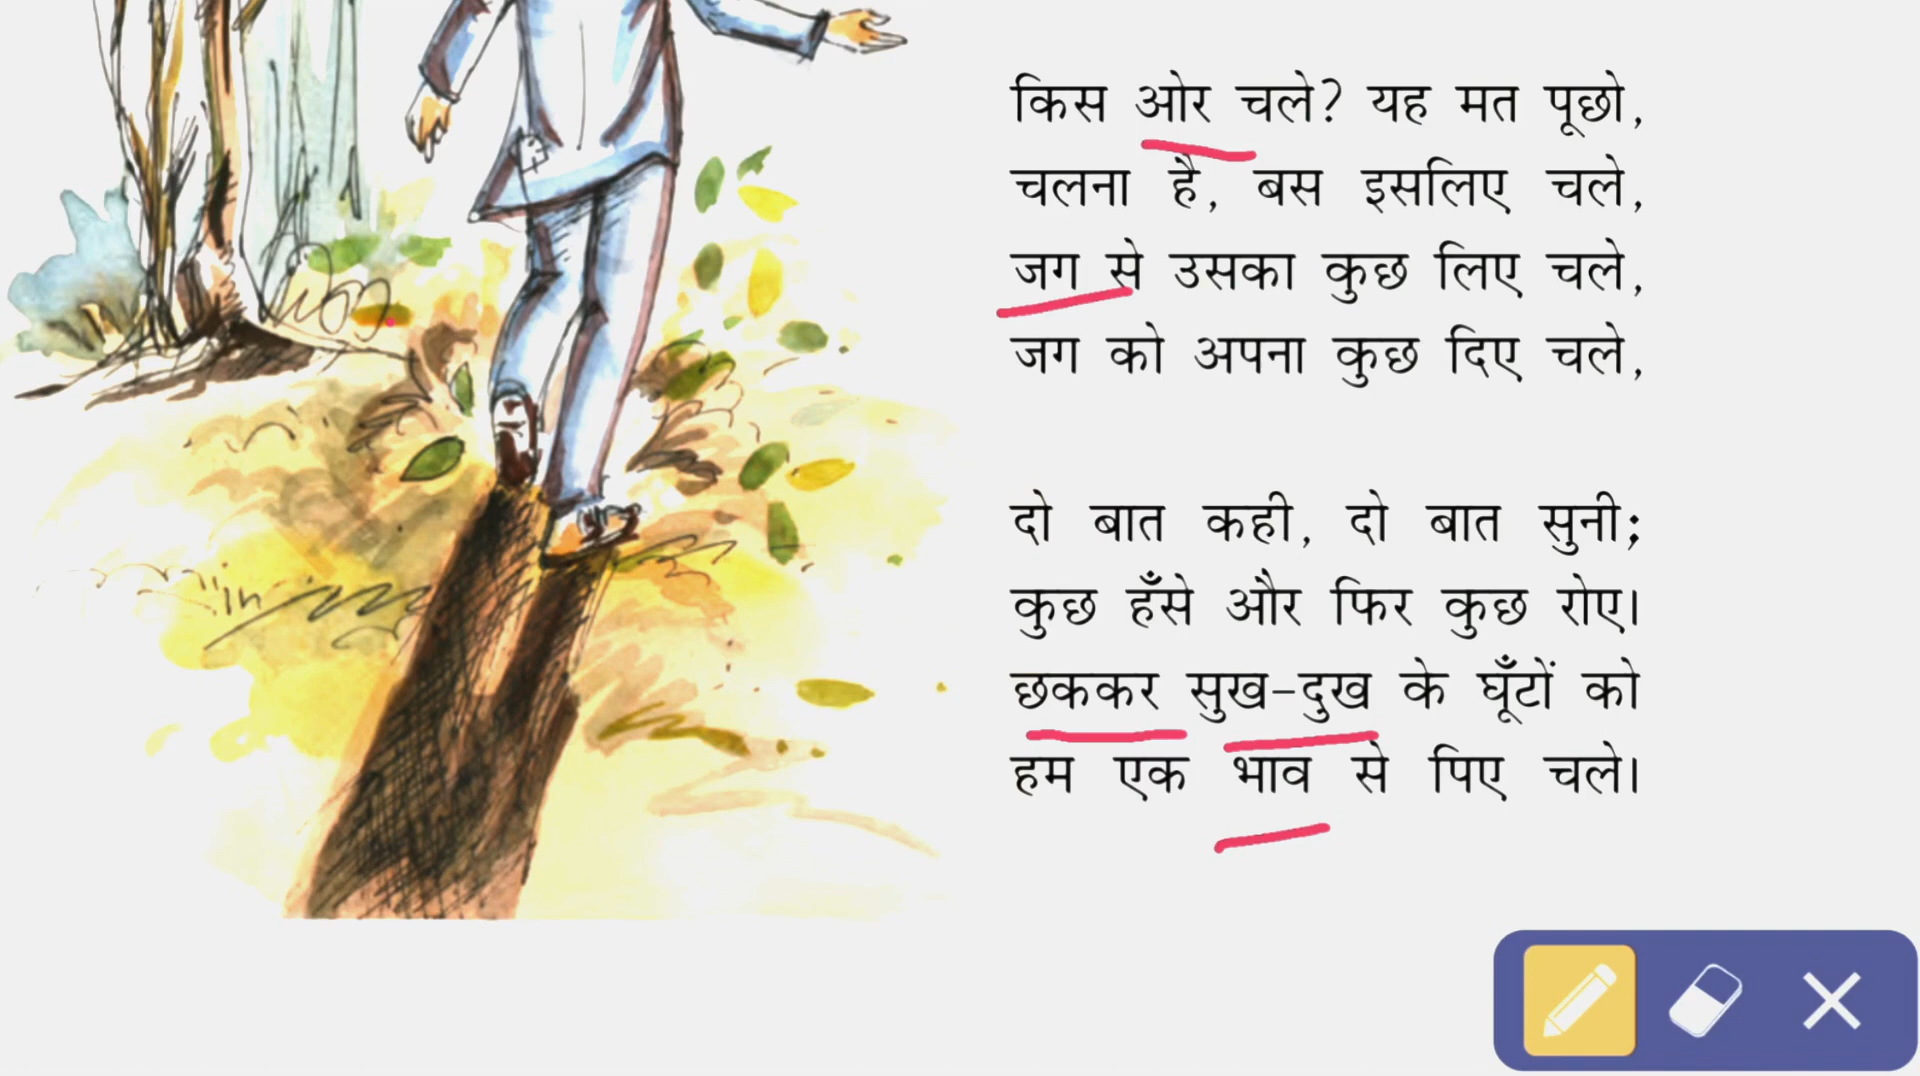 किस ओर चले? यह मत पूछो,
चलना है, बस इसलिए चले,
जग से उसका कुछ लिए चले,
जग को अपना कुछ दिए चले,
दो बात कही, दो बात सुनी;
कुछ हँसे और फिर कुछ रोए।
छककर सुख-दुख के घूँटों को
हम एक भाव से पिए चले।